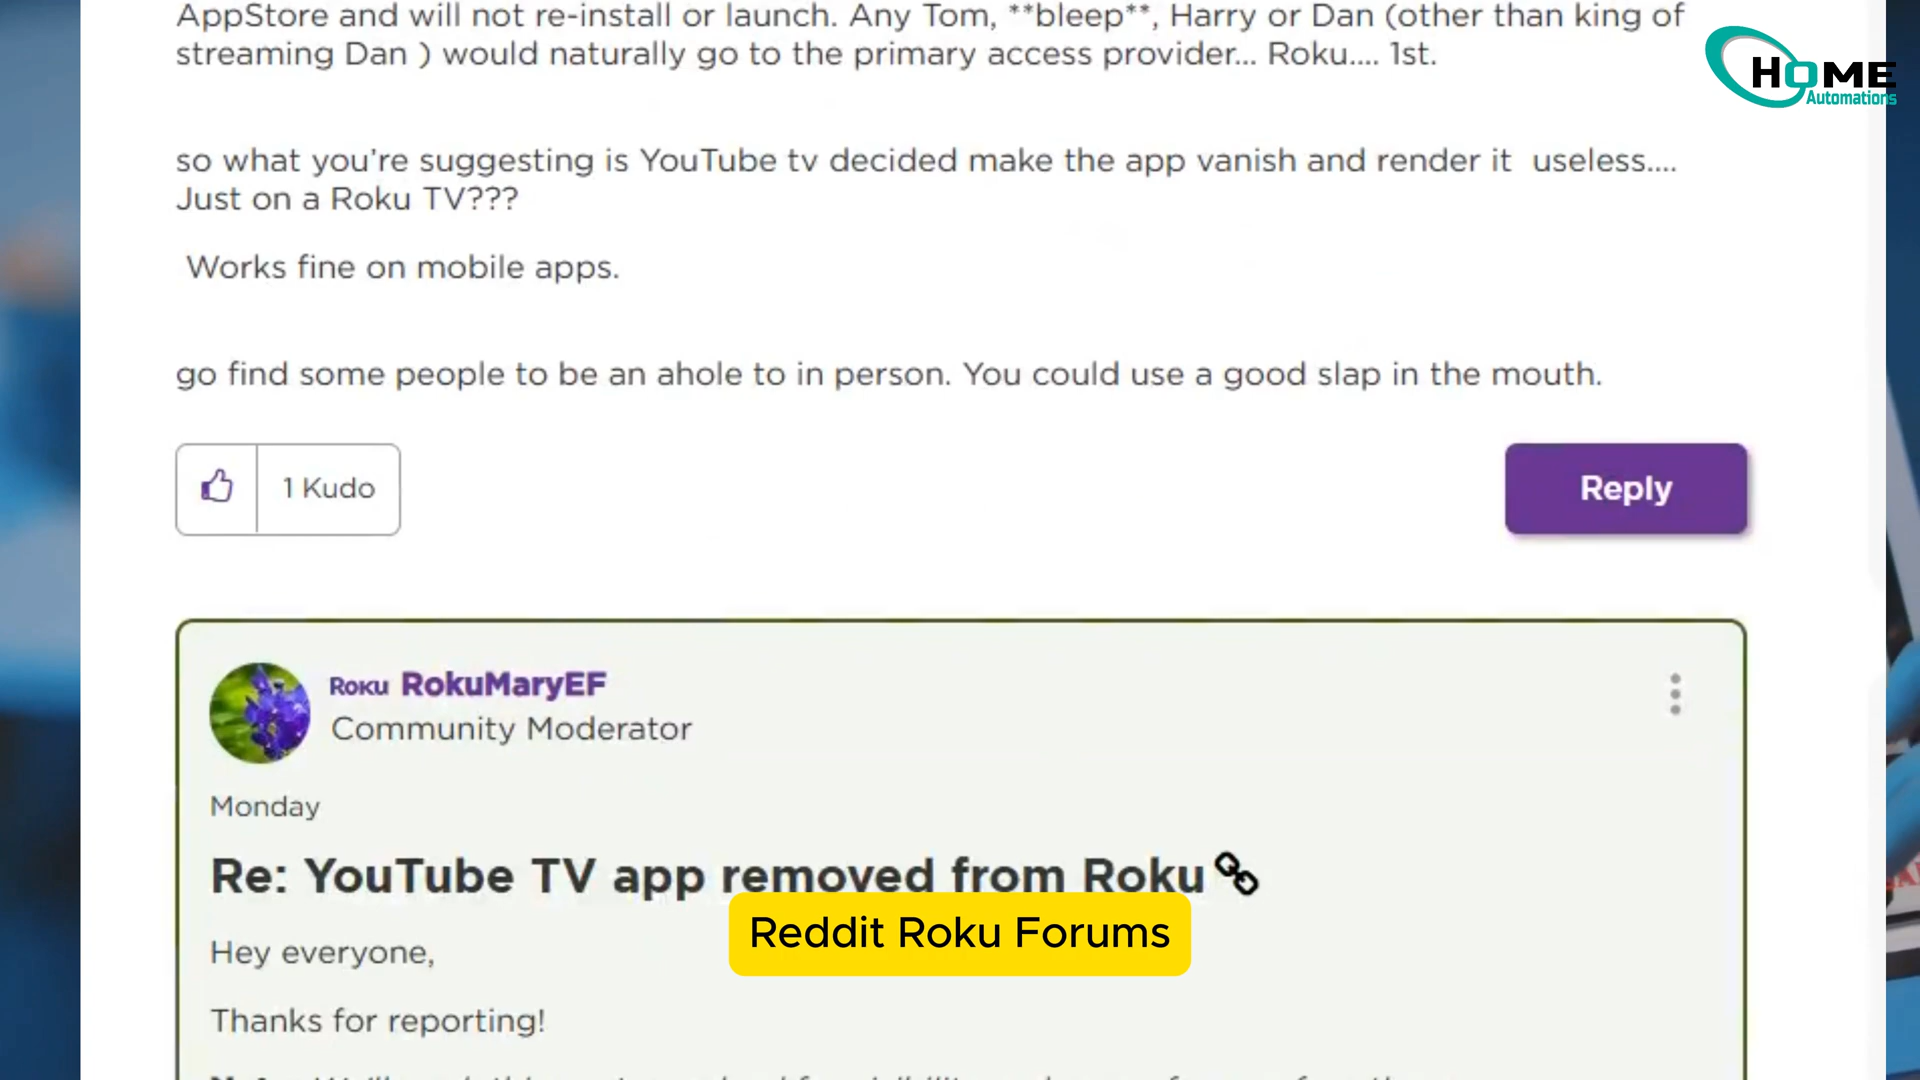 AppStore and will not re-install or launch. Any Tom, **bleep**, Harry or Dan (other than king of
streaming Dan ) would naturally go to the primary access provider... Roku.... 1st.
HOME
Automations
so what you’re suggesting is YouTube tv decided make the app vanish and render it  useless....
Just on a Roku TV???
Works fine on mobile apps.
go find some people to be an ahole to in person. You could use a good slap in the mouth.
1 Kudo
Reply
ROKU RokuMaryEF
Community Moderator
Monday
Re: YouTube TV app removed from Roku
Reddit Roku Forums
Hey everyone,
Thanks for reporting!